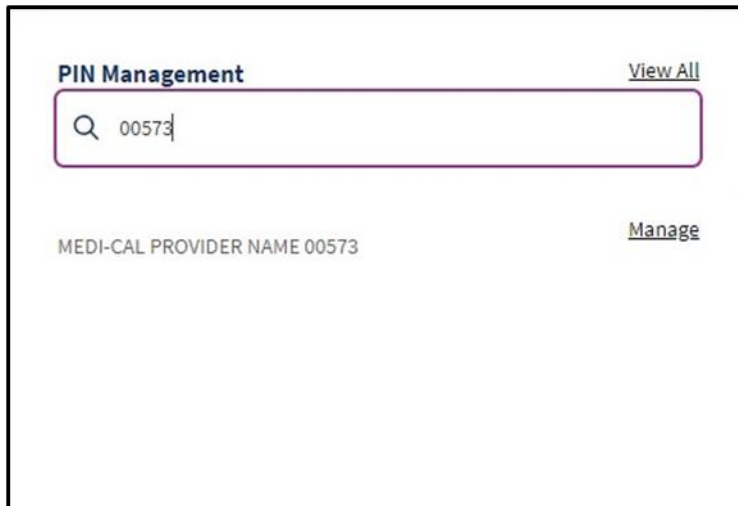 PIN Management
View All
00573
MEDI-CAL PROVIDER NAME 00573
Manage